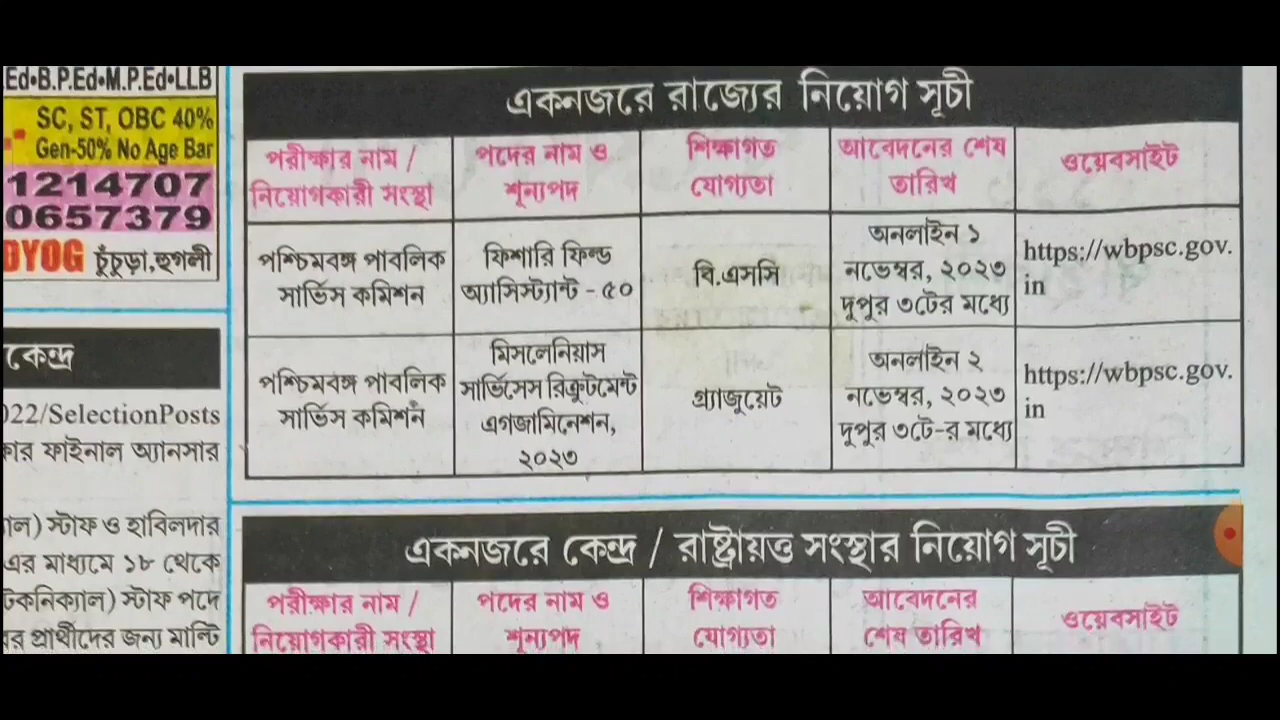 Ed•B.P.Ed•M.P.Ed•LLB
SC, ST, OBC 40%
Gen-50% No Age Bar
1214707
0657379
DYOG চুঁচুড়া,হুগলী
কেন্দ্র
022/SelectionPosts
কার ফাইনাল অ্যানসার
স্টাফ ও হাবিলদার
এর মাধ্যমে ১৮ থেকে
টেকনিক্যাল) স্টাফ পদে
প্রার্থীদের জন্য মাল্টি
একনজরে রাজ্যের নিয়োগ সূচী
পরীক্ষার নাম / নিয়োগকারী সংস্থা
পদের নাম ও শূন্যপদ
শিক্ষাগত যোগ্যতা
আবেদনের শেষ তারিখ
ওয়েবসাইট
পশ্চিমবঙ্গ পাবলিক
সার্ভিস কমিশন
ফিশারি ফিল্ড
অ্যাসিস্ট্যান্ট - ৫০
বি.এসসি
অনলাইন ১
নভেম্বর, ২০২৩
দুপুর ৩টের মধ্যে
https://wbpsc.gov.
in
পশ্চিমবঙ্গ পাবলিক
সার্ভিস কমিশন
মিসলেনিয়াস
সার্ভিসেস রিক্রুটমেন্ট
এগজামিনেশন,
২০২৩
গ্র্যাজুয়েট
অনলাইন ২
নভেম্বর, ২০২৩
দুপুর ৩টে-র মধ্যে
https://wbpsc.gov.
in
একনজরে কেন্দ্র / রাষ্ট্রায়ত্ত সংস্থার নিয়োগ সূচী
পরীক্ষার নাম /
নিয়োগকারী সংস্থা
পদের নাম ও
শূন্যপদ
শিক্ষাগত
যোগ্যতা
আবেদনের
শেষ তারিখ
ওয়েবসাইট